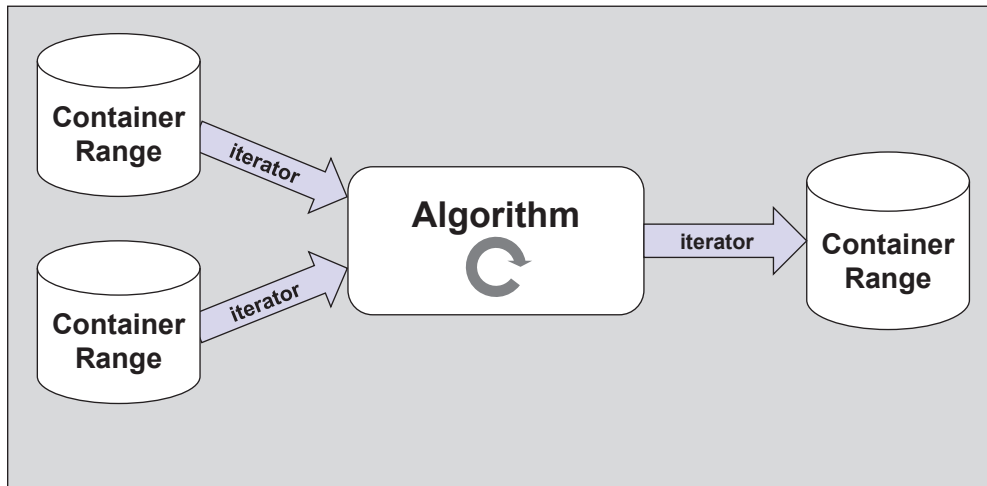 Container
Range
iterator
Container
Range
iterator
Algorithm
iterator
Container
Range